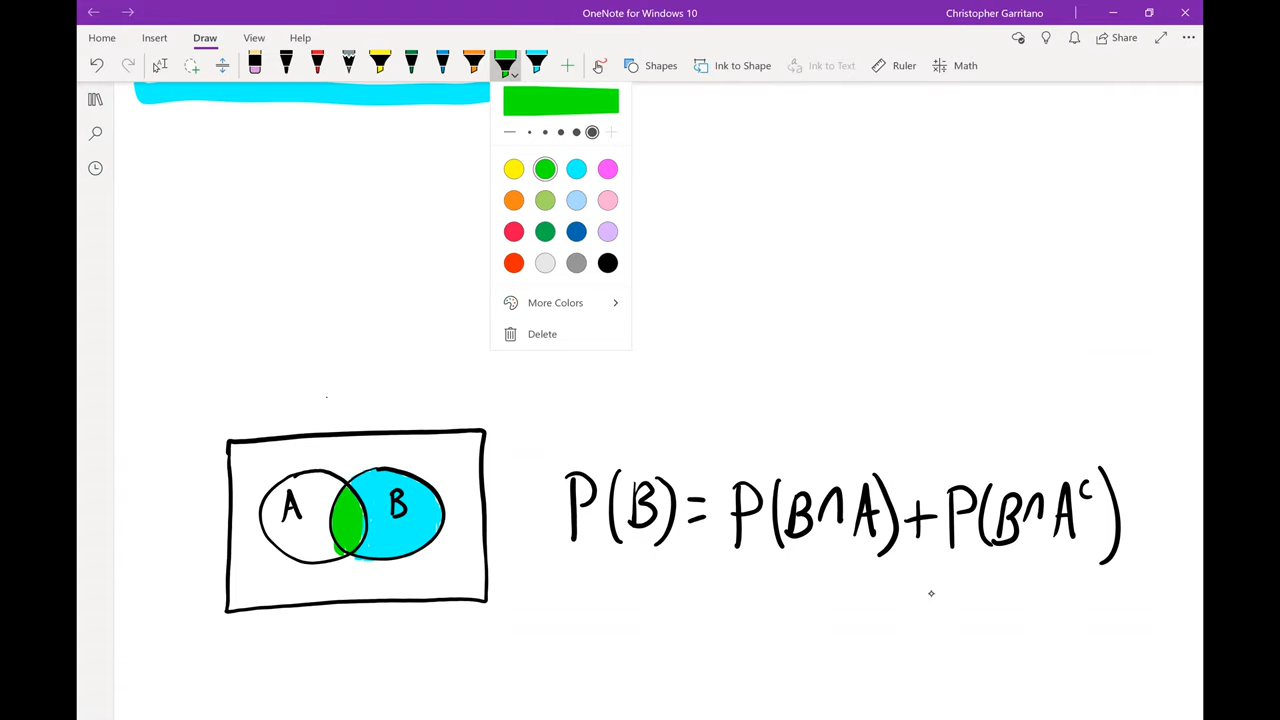 OneNote for Windows 10
Christopher Garritano
Home Insert Draw View Help
Share
Shapes Ink to Shape Ink to Text Ruler Math
More Colors
Delete
A B
P(B) = P(B∩A) + P(B∩Aᶜ)